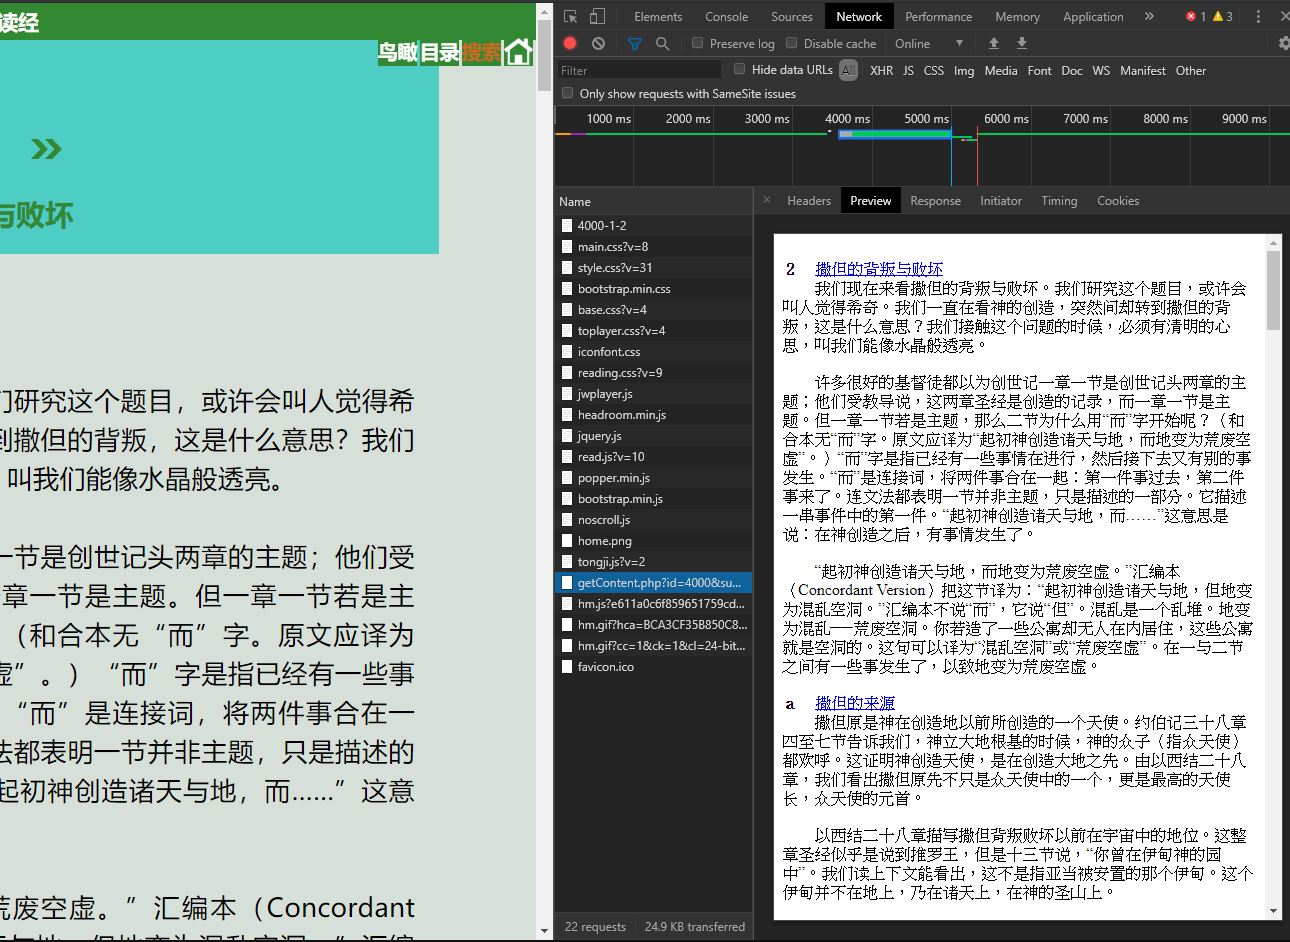 读经
鸟瞰 目录 搜索
»
与败坏
们研究这个题目，或许会叫人觉得希
到撒但的背叛，这是什么意思？我们
叫我们能像水晶般透亮。
一节是创世记头两章的主题；他们受
章一节是主题。但一章一节若是主
（和合本无“而”字。原文应译为
虚”。）“而”字是指已经有一些事
“而”是连接词，将两件事合在一
法都表明一节并非主题，只是描述的
起初神创造诸天与地，而……”这意
荒废空虚。”汇编本（Concordant
Elements Console Sources Network Performance Memory Application » 1 3
Preserve log Disable cache Online
Filter Hide data URLs All XHR JS CSS Img Media Font Doc WS Manifest Other
Only show requests with SameSite issues
1000 ms 2000 ms 3000 ms 4000 ms 5000 ms 6000 ms 7000 ms 8000 ms 9000 ms
Name
4000-1-2
main.css?v=8
style.css?v=31
bootstrap.min.css
base.css?v=4
toplayer.css?v=4
iconfont.css
reading.css?v=9
jwplayer.js
headroom.min.js
jquery.js
read.js?v=10
popper.min.js
bootstrap.min.js
noscroll.js
home.png
tongji.js?v=2
getContent.php?id=4000&su...
hm.js?e611a0c6f859651759cd...
hm.gif?hca=BCA3CF35B850C8...
hm.gif?cc=1&ck=1&cl=24-bit...
favicon.ico
22 requests 24.9 KB transferred
× Headers Preview Response Initiator Timing Cookies
2 撒但的背叛与败坏
我们现在来看撒但的背叛与败坏。我们研究这个题目，或许会
叫人觉得希奇。我们一直在看神的创造，突然间却转到撒但的背
叛，这是什么意思？我们接触这个问题的时候，必须有清明的心
思，叫我们能像水晶般透亮。
许多很好的基督徒都以为创世记一章一节是创世记头两章的主
题；他们受教导说，这两章圣经是创造的记录，而一章一节是主
题。但一章一节若是主题，那么二节为什么用“而”字开始呢？（和
合本无“而”字。原文应译为“起初神创造诸天与地，而地变为荒废空
虚”。）“而”字是指已经有一些事情在进行，然后接下去又有别的事
发生。“而”是连接词，将两件事合在一起：第一件事过去，第二件
事来了。连文法都表明一节并非主题，只是描述的一部分。它描述
一串事件中的第一件。“起初神创造诸天与地，而……”这意思是
说：在神创造之后，有事情发生了。
“起初神创造诸天与地，而地变为荒废空虚。”汇编本
（Concordant Version）把这节译为：“起初神创造诸天与地，但地变
为混乱空洞。”汇编本不说“而”，它说“但”。混乱是一个乱堆。地变
为混乱──荒废空洞。你若造了一些公寓却无人在内居住，这些公寓
就是空洞的。这句可以译为“混乱空洞”或“荒废空虚”。在一与二节
之间有一些事发生了，以致地变为荒废空虚。
a 撒但的来源
撒但原是神在创造地以前所创造的一个天使。约伯记三十八章
四至七节告诉我们，神立大地根基的时候，神的众子（指众天使）
都欢呼。这证明神创造天使，是在创造大地之先。由以西结二十八
章，我们看出撒但原先不只是众天使中的一个，更是最高的天使
长，众天使的元首。
以西结二十八章描写撒但背叛败坏以前在宇宙中的地位。这整
章圣经似乎是说到推罗王，但是十三节说，“你曾在伊甸神的园
中”。我们读上下文能看出，这不是指亚当被安置的那个伊甸。这个
伊甸并不在地上，乃在诸天上，在神的圣山上。